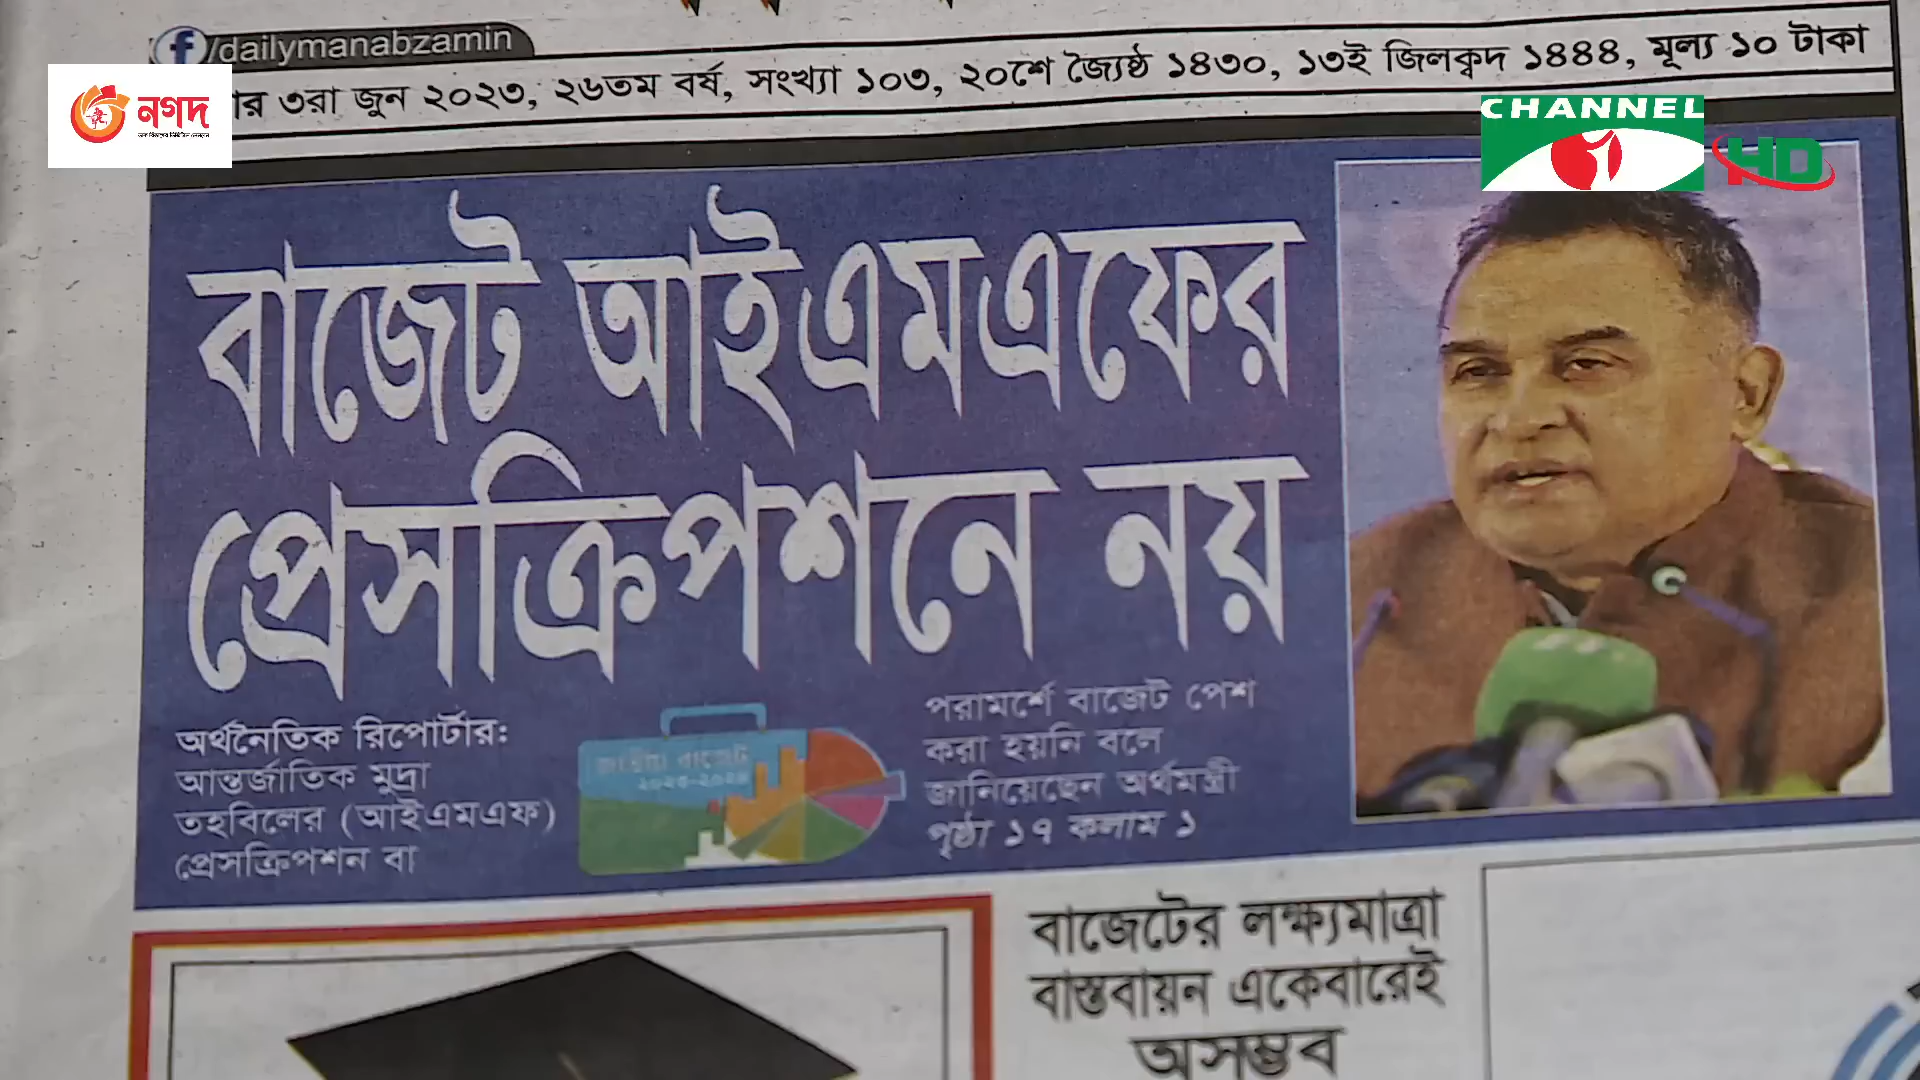 /dailymanabzamin
নগদ
ার ৩রা জুন ২০২৩, ২৬তম বর্ষ, সংখ্যা ১০৩, ২০শে জ্যৈষ্ঠ ১৪৩০, ১৩ই জিলক্বদ ১৪৪৪, মূল্য ১০ টাকা
CHANNEL
HD
বাজেট আইএমএফের
প্রেসক্রিপশনে নয়
অর্থনৈতিক রিপোর্টার:
আন্তর্জাতিক মুদ্রা
তহবিলের (আইএমএফ)
প্রেসক্রিপশন বা
জাতীয় বাজেট
২০২৩-২০২৪
পরামর্শে বাজেট পেশ
করা হয়নি বলে
জানিয়েছেন অর্থমন্ত্রী
পৃষ্ঠা ১৭ কলাম ১
বাজেটের লক্ষ্যমাত্রা
বাস্তবায়ন একেবারেই
অসম্ভব